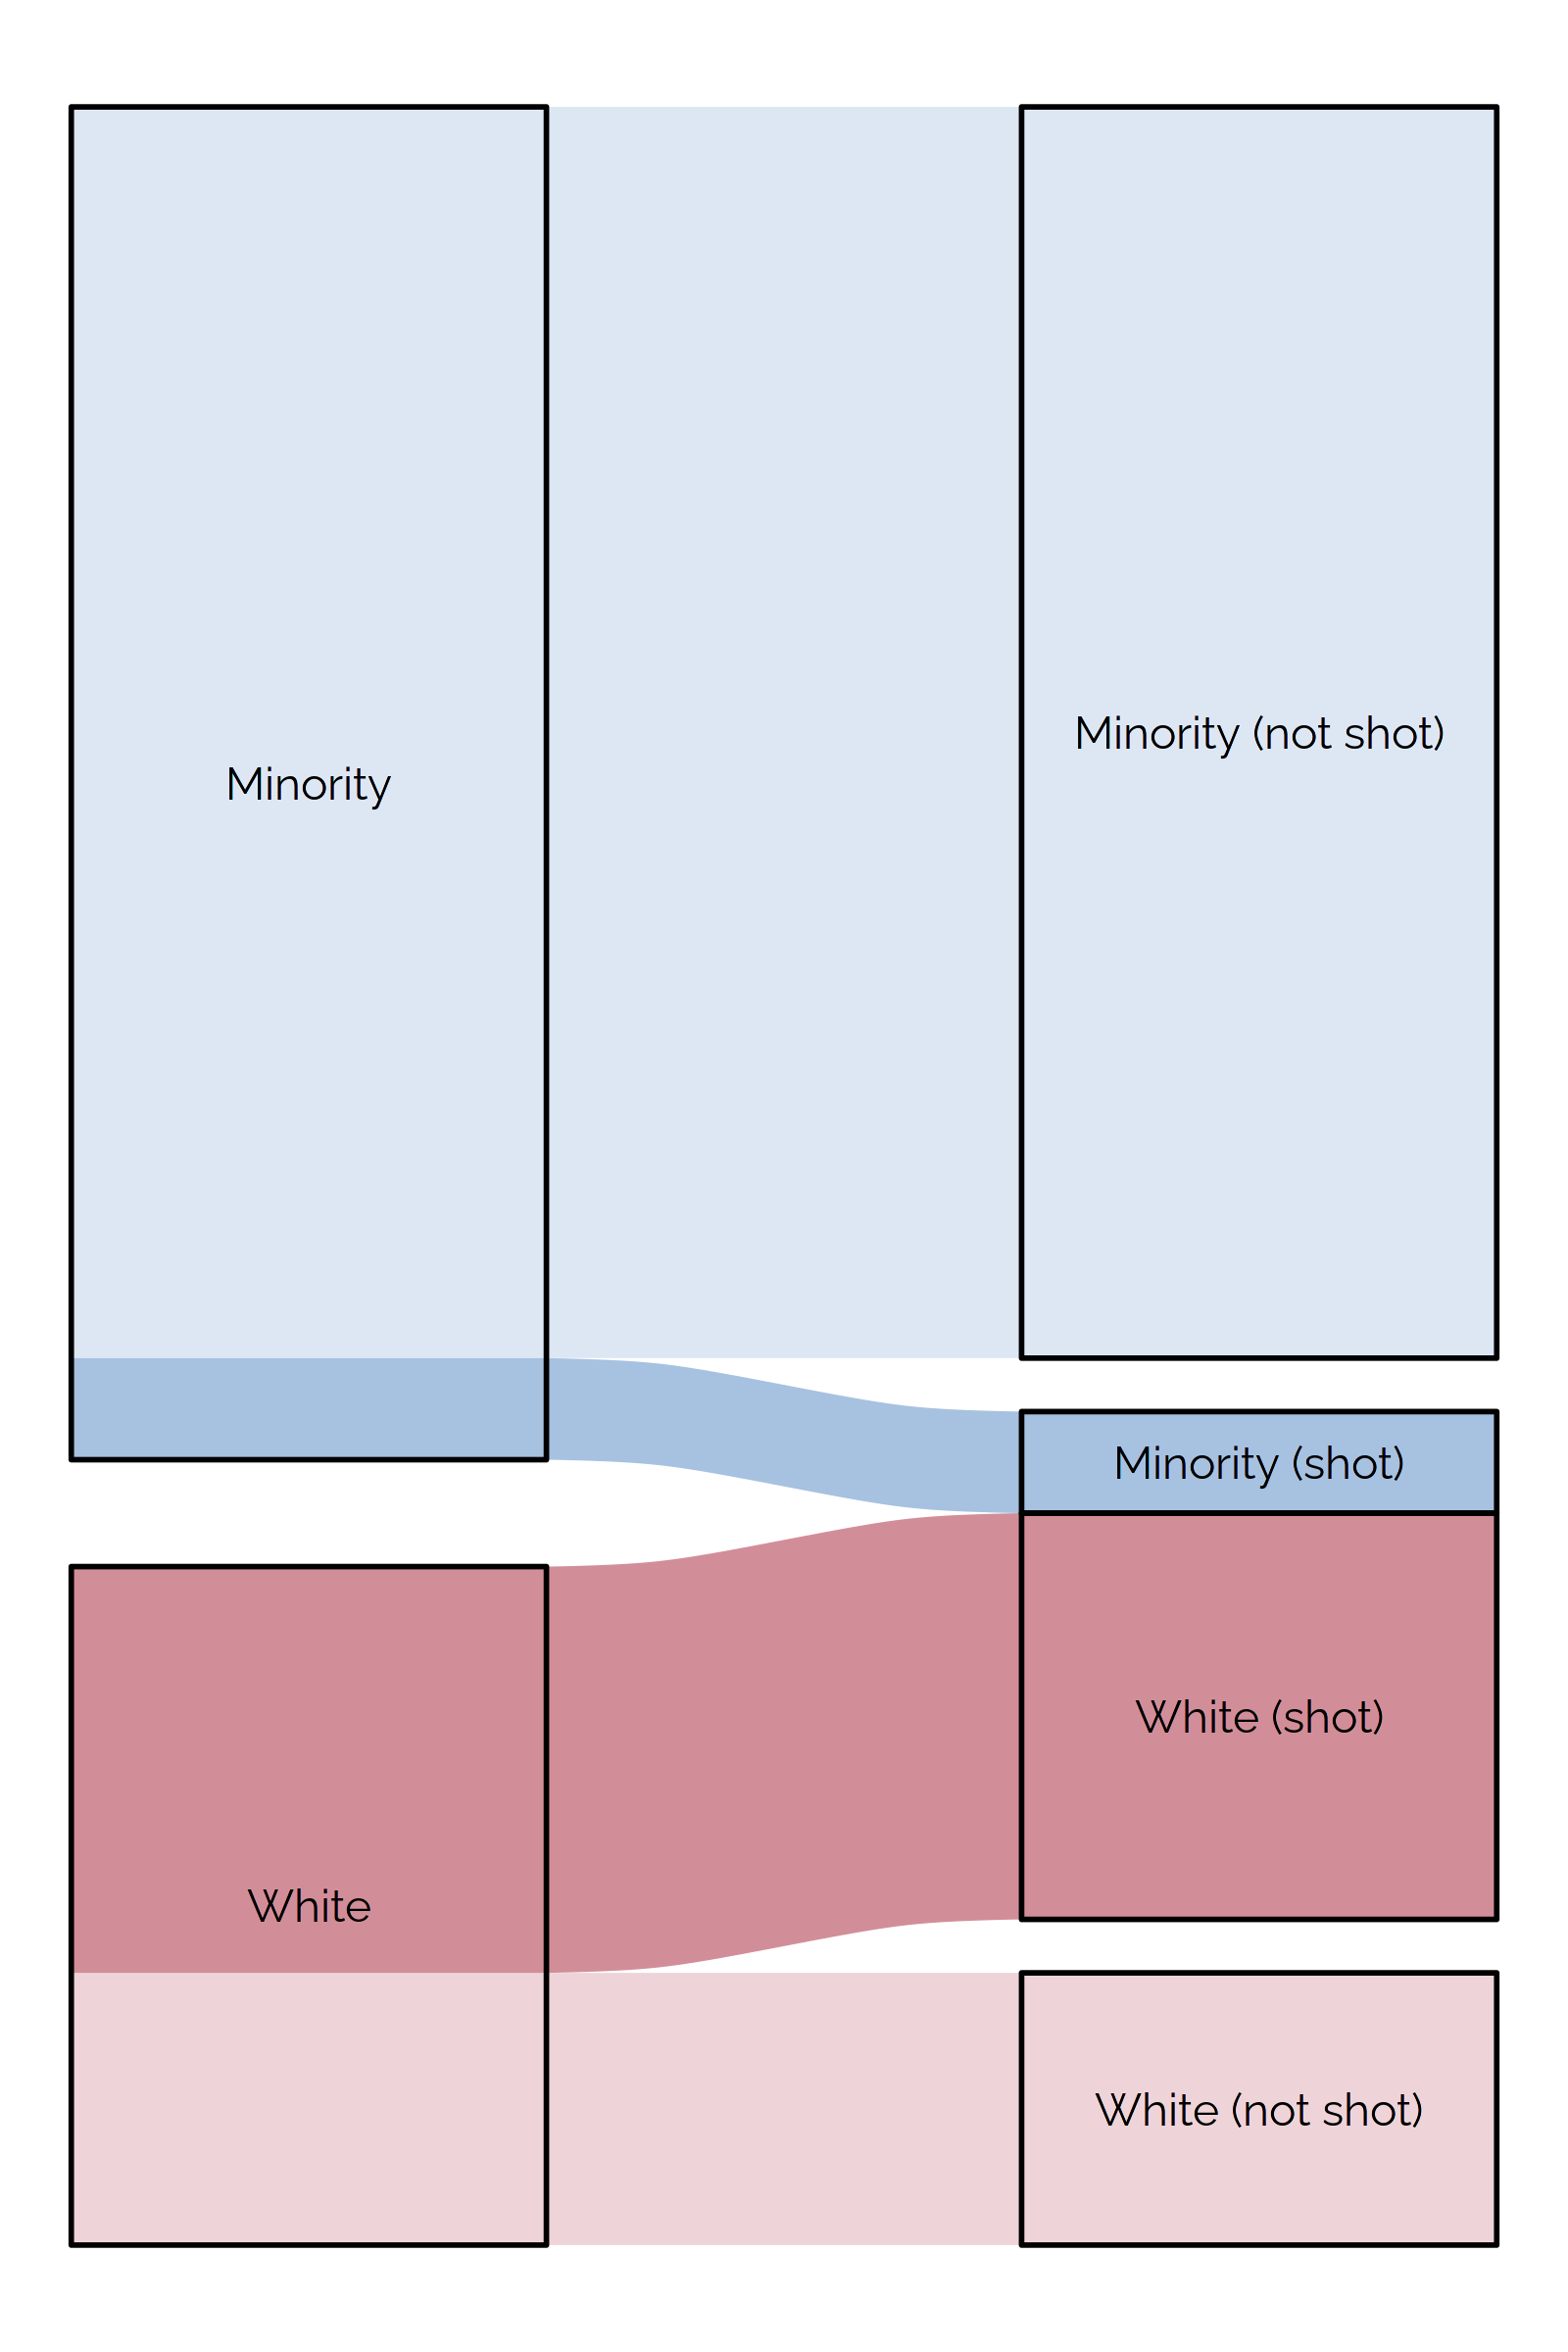 Minority
Minority (not shot)
Minority (shot)
White (shot)
White
White (not shot)